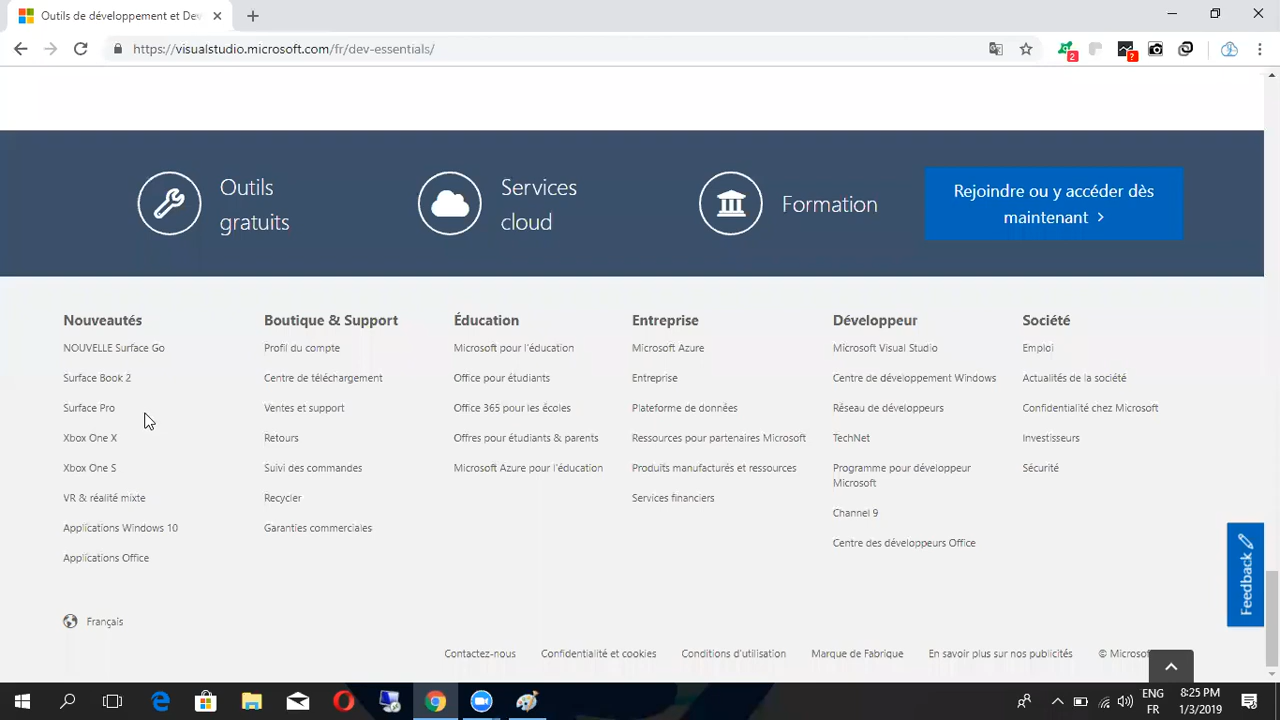 Outils de développement et Dev
https://visualstudio.microsoft.com/fr/dev-essentials/
2
?
Outils
gratuits
Services
cloud
Formation
Rejoindre ou y accéder dès
maintenant
Nouveautés
NOUVELLE Surface Go
Surface Book 2
Surface Pro
Xbox One X
Xbox One S
VR & réalité mixte
Applications Windows 10
Applications Office
Boutique & Support
Profil du compte
Centre de téléchargement
Ventes et support
Retours
Suivi des commandes
Recycler
Garanties commerciales
Éducation
Microsoft pour l'éducation
Office pour étudiants
Office 365 pour les écoles
Offres pour étudiants & parents
Microsoft Azure pour l'éducation
Entreprise
Microsoft Azure
Entreprise
Plateforme de données
Ressources pour partenaires Microsoft
Produits manufacturés et ressources
Services financiers
Développeur
Microsoft Visual Studio
Centre de développement Windows
Réseau de développeurs
TechNet
Programme pour développeur
Microsoft
Channel 9
Centre des développeurs Office
Société
Emploi
Actualités de la société
Confidentialité chez Microsoft
Investisseurs
Sécurité
Feedback
Français
Contactez-nous Confidentialité et cookies Conditions d'utilisation Marque de Fabrique En savoir plus sur nos publicités © Microsoft
ENG
FR
8:25 PM
1/3/2019